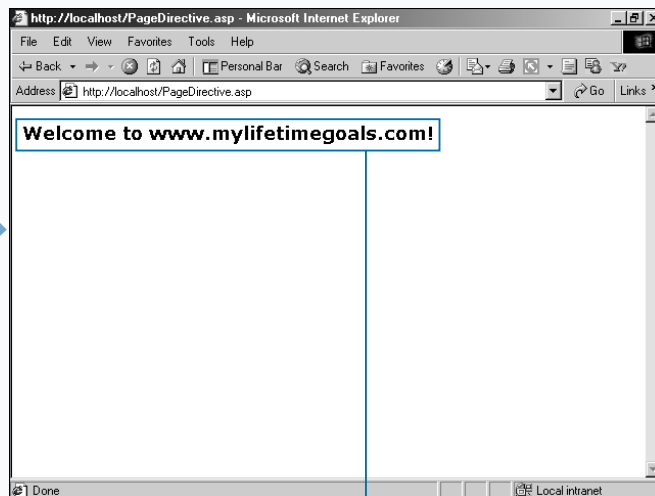 http://localhost/PageDirective.asp - Microsoft Internet Explorer
File Edit View Favorites Tools Help
Back Personal Bar Search Favorites
Address http://localhost/PageDirective.asp Go Links
Welcome to www.mylifetimegoals.com!
Done Local intranet